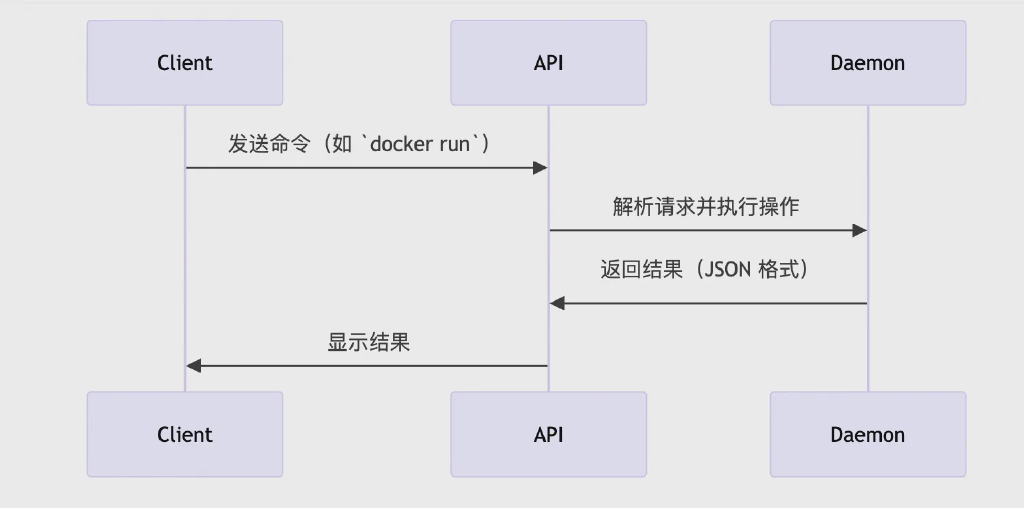 Client
API
Daemon
发送命令（如 `docker run`）
解析请求并执行操作
返回结果（JSON 格式）
显示结果
Client
API
Daemon